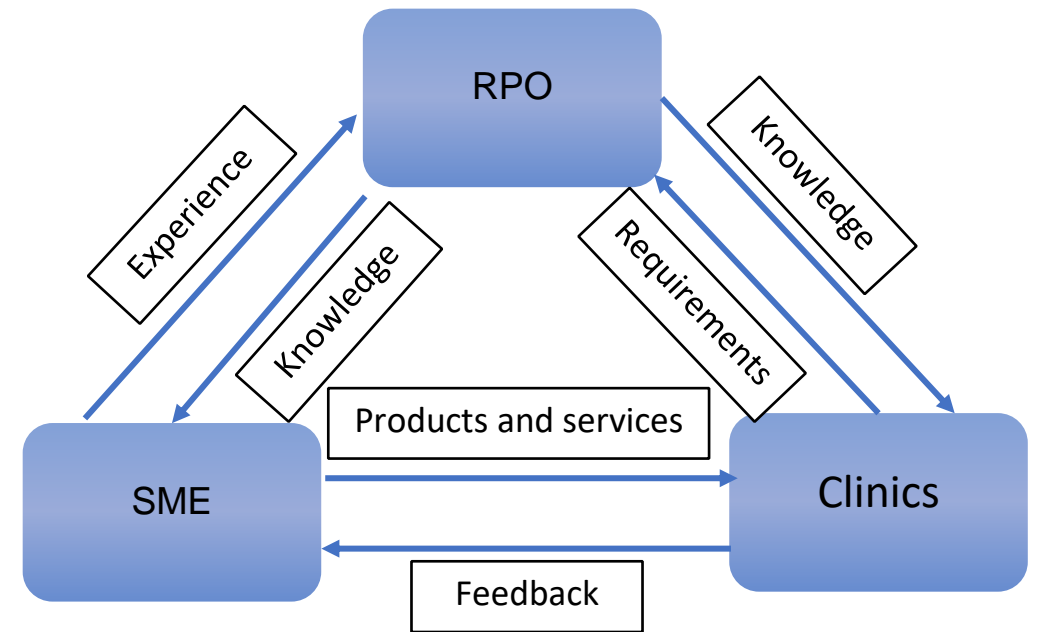 RPO
Experience
Knowledge
Knowledge
Requirements
Products and services
SME
Clinics
Feedback